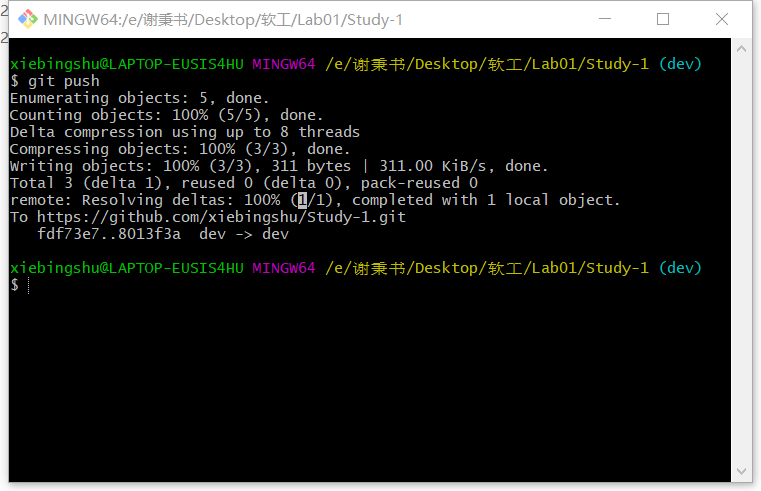 MINGW64:/e/谢秉书/Desktop/软工/Lab01/Study-1
xiebingshu@LAPTOP-EUSIS4HU MINGW64 /e/谢秉书/Desktop/软工/Lab01/Study-1 (dev)
$ git push
Enumerating objects: 5, done.
Counting objects: 100% (5/5), done.
Delta compression using up to 8 threads
Compressing objects: 100% (3/3), done.
Writing objects: 100% (3/3), 311 bytes | 311.00 KiB/s, done.
Total 3 (delta 1), reused 0 (delta 0), pack-reused 0
remote: Resolving deltas: 100% (1/1), completed with 1 local object.
To https://github.com/xiebingshu/Study-1.git
   fdf73e7..8013f3a  dev -> dev
xiebingshu@LAPTOP-EUSIS4HU MINGW64 /e/谢秉书/Desktop/软工/Lab01/Study-1 (dev)
$